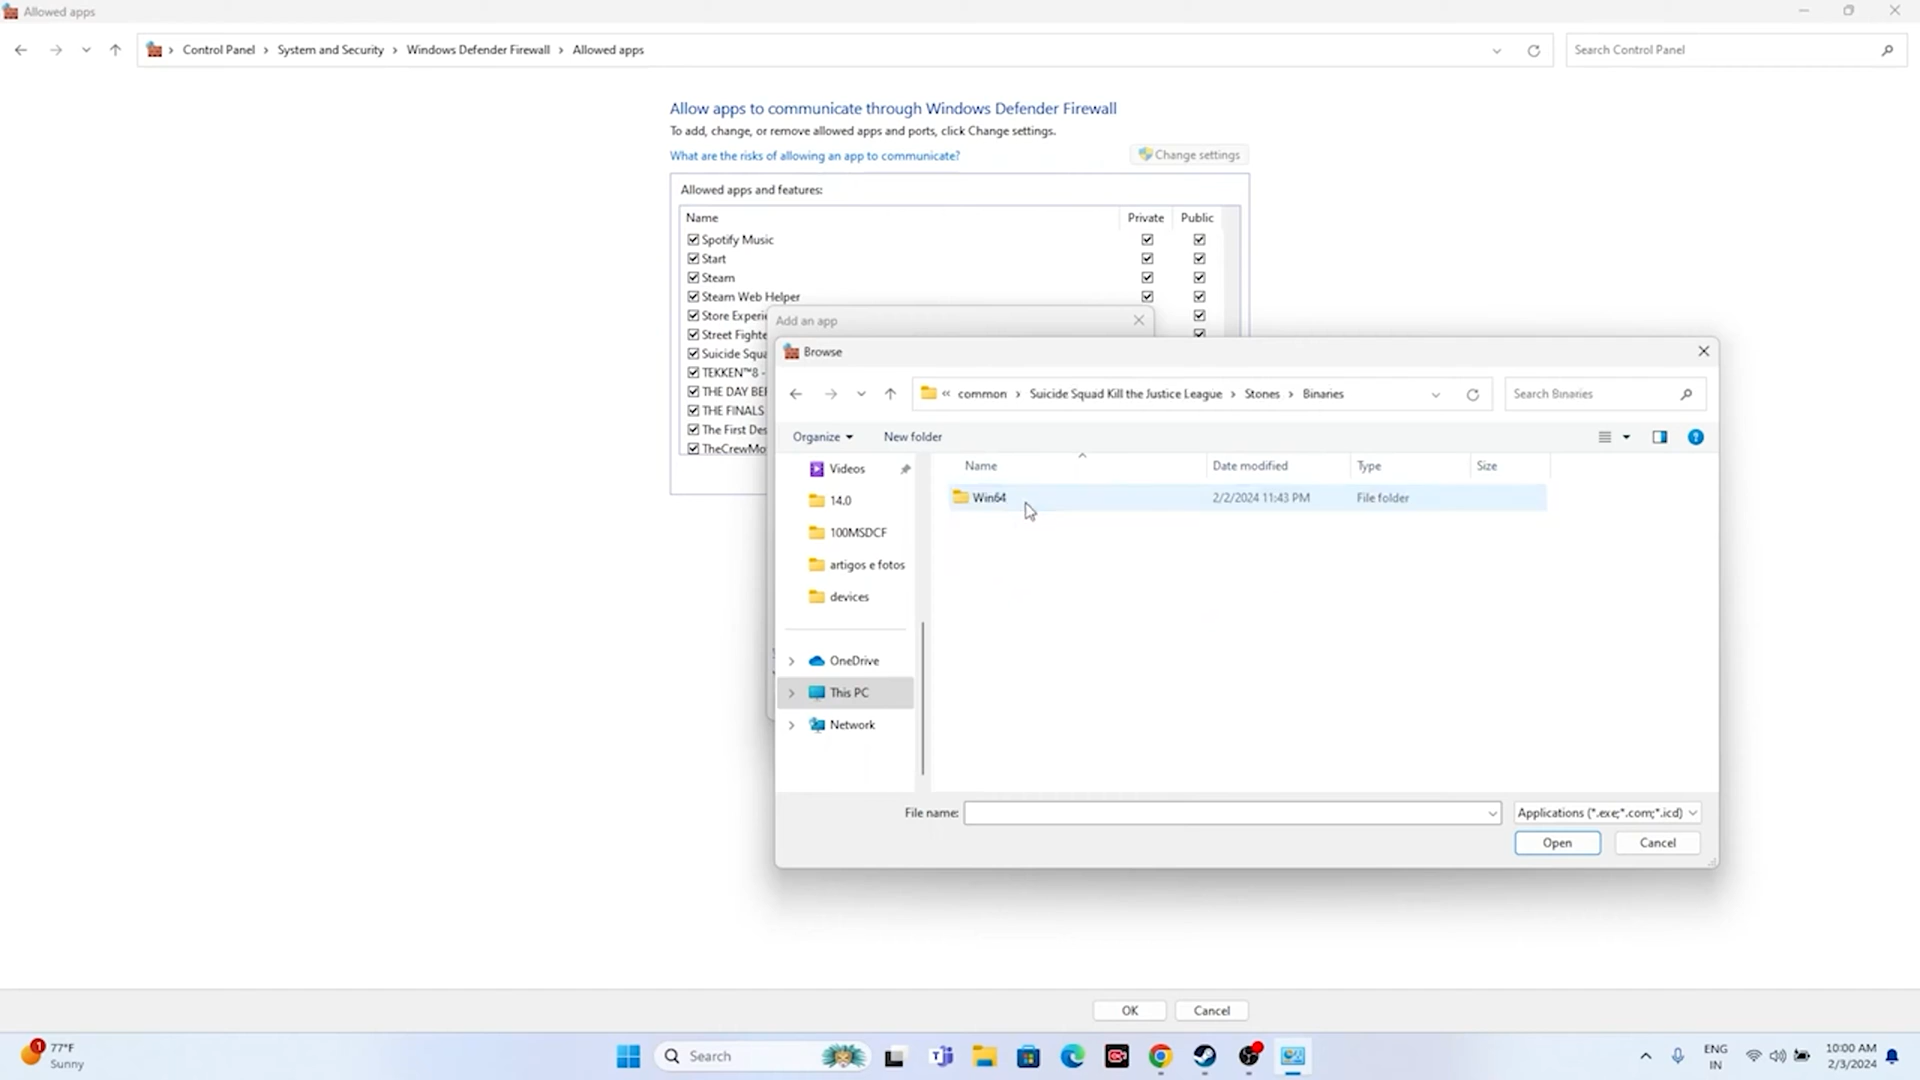 Allowed apps
Control Panel > System and Security > Windows Defender Firewall > Allowed apps
Search Control Panel
Allow apps to communicate through Windows Defender Firewall
To add, change, or remove allowed apps and ports, click Change settings.
What are the risks of allowing an app to communicate?
Change settings
Allowed apps and features:
Name Private Public
Spotify Music
Start
Steam
Steam Web Helper
Store Experie
Street Fighte
Suicide Squa
TEKKEN™8 -
THE DAY BEF
THE FINALS
The First Des
TheCrewMo
Add an app
Browse
« common > Suicide Squad Kill the Justice League > Stones > Binaries
Search Binaries
Organize New folder
Name Date modified Type Size
Win64 2/2/2024 11:43 PM File folder
Videos
14.0
100MSDCF
artigos e fotos
devices
OneDrive
This PC
Network
File name:
Applications (*.exe;*.com;*.icd)
Open Cancel
OK Cancel
1
77°F
Sunny
Search
ENG
IN
10:00 AM
2/3/2024